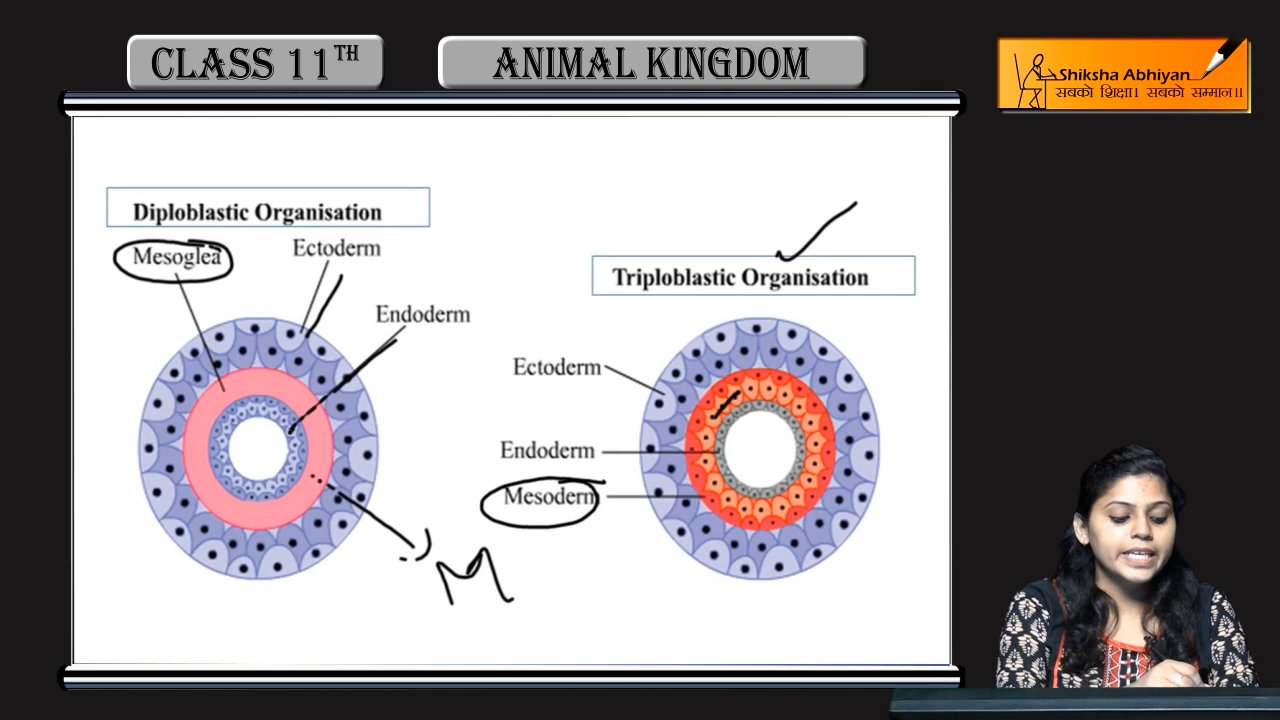 CLASS 11TH
ANIMAL KINGDOM
Shiksha Abhiyan
सबको शिक्षा। सबको सम्मान।।
Diploblastic Organisation
Mesoglea
Ectoderm
Endoderm
M
Triploblastic Organisation
Ectoderm
Endoderm
Mesoderm